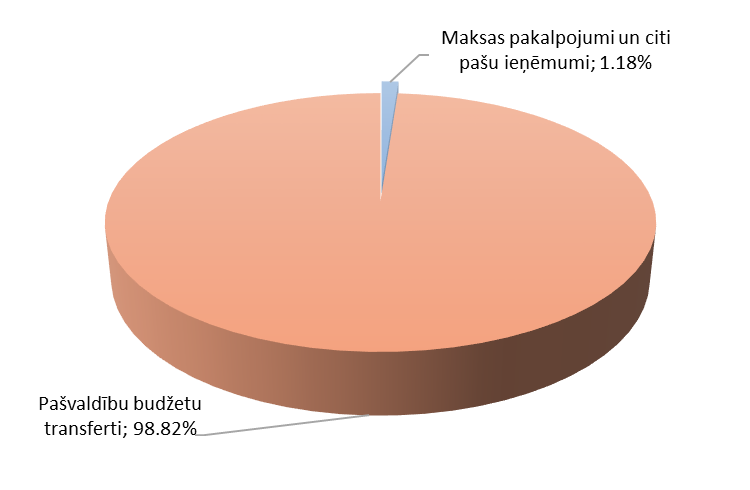 Maksas pakalpojumi un citi
pašu ieņēmumi; 1.18%
Pašvaldību budžetu
transferti; 98.82%